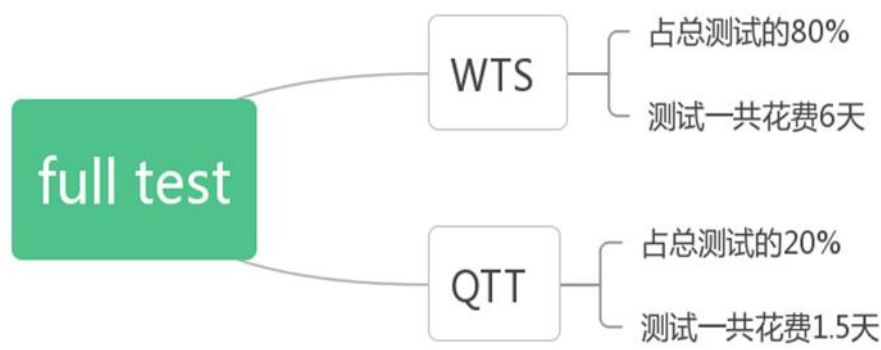 full test
WTS
占总测试的80%
测试一共花费6天
QTT
占总测试的20%
测试一共花费1.5天